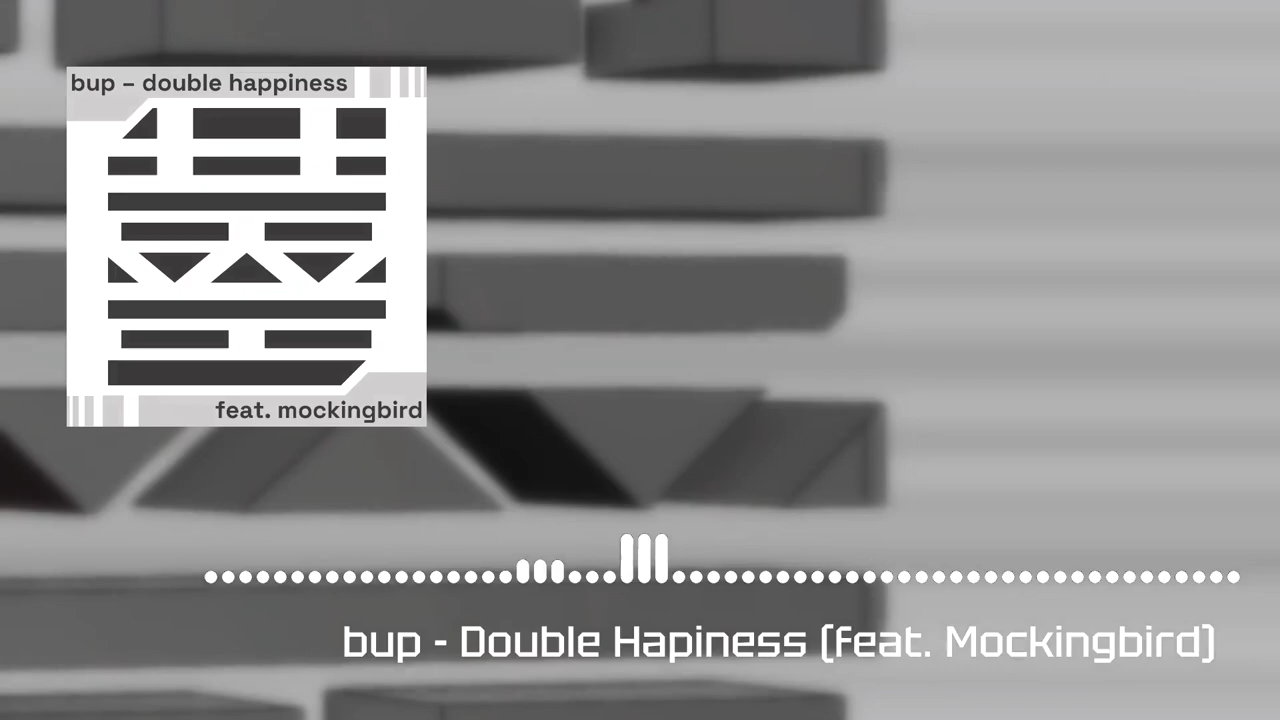 bup – double happiness
feat. mockingbird
bup - Double Hapiness (feat. Mockingbird)